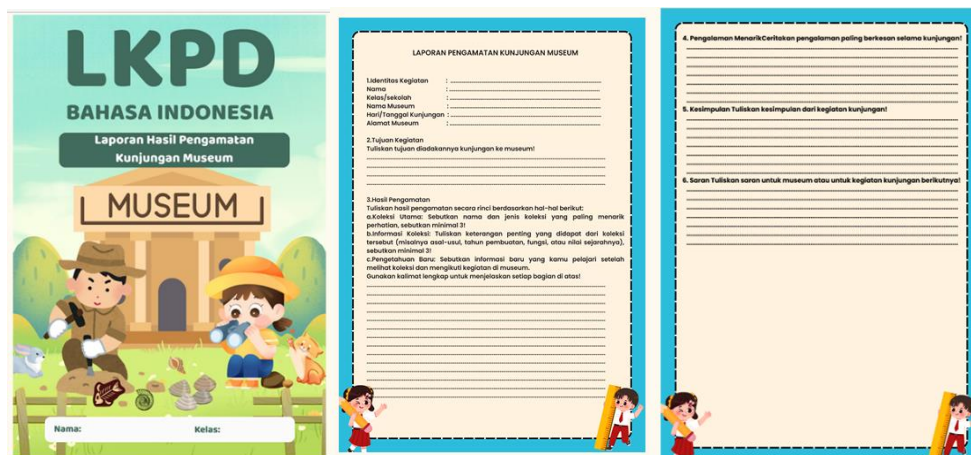 LKPD
BAHASA INDONESIA
Laporan Hasil Pengamatan
Kunjungan Museum
MUSEUM
Nama:
Kelas:
LAPORAN PENGAMATAN KUNJUNGAN MUSEUM
1.Identitas Kegiatan :
Nama :
Kelas/sekolah :
Nama Museum :
Hari/Tanggal Kunjungan :
Alamat Museum :
2.Tujuan Kegiatan
Tuliskan tujuan diadakannya kunjungan ke museum!
3.Hasil Pengamatan
Tuliskan hasil pengamatan secara rinci berdasarkan hal-hal berikut:
a.Koleksi Utama: Sebutkan nama dan jenis koleksi yang paling menarik
perhatian, sebutkan minimal 3!
b.Informasi Koleksi: Tuliskan keterangan penting yang didapat dari koleksi
tersebut (misalnya asal-usul, tahun pembuatan, fungsi, atau nilai sejarahnya),
sebutkan minimal 3!
c.Pengetahuan Baru: Sebutkan informasi baru yang kamu pelajari setelah
melihat koleksi dan mengikuti kegiatan di museum.
Gunakan kalimat lengkap untuk menjelaskan setiap bagian di atas!
4. Pengalaman MenarikCeritakan pengalaman paling berkesan selama kunjungan!
5. Kesimpulan Tuliskan kesimpulan dari kegiatan kunjungan!
6. Saran Tuliskan saran untuk museum atau untuk kegiatan kunjungan berikutnya!